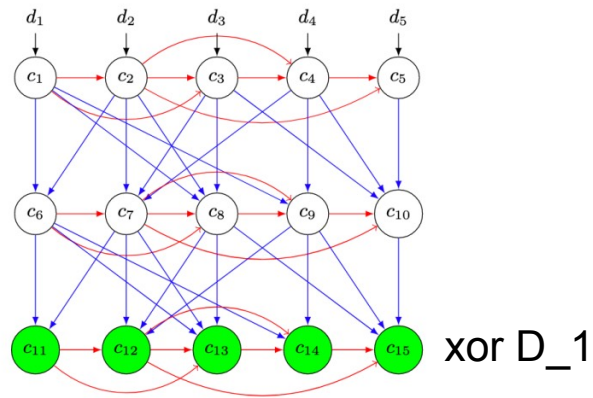 d₁ d₂ d₃ d₄ d₅
c₁ c₂ c₃ c₄ c₅
c₆ c₇ c₈ c₉ c₁₀
c₁₁ c₁₂ c₁₃ c₁₄ c₁₅ xor D_1